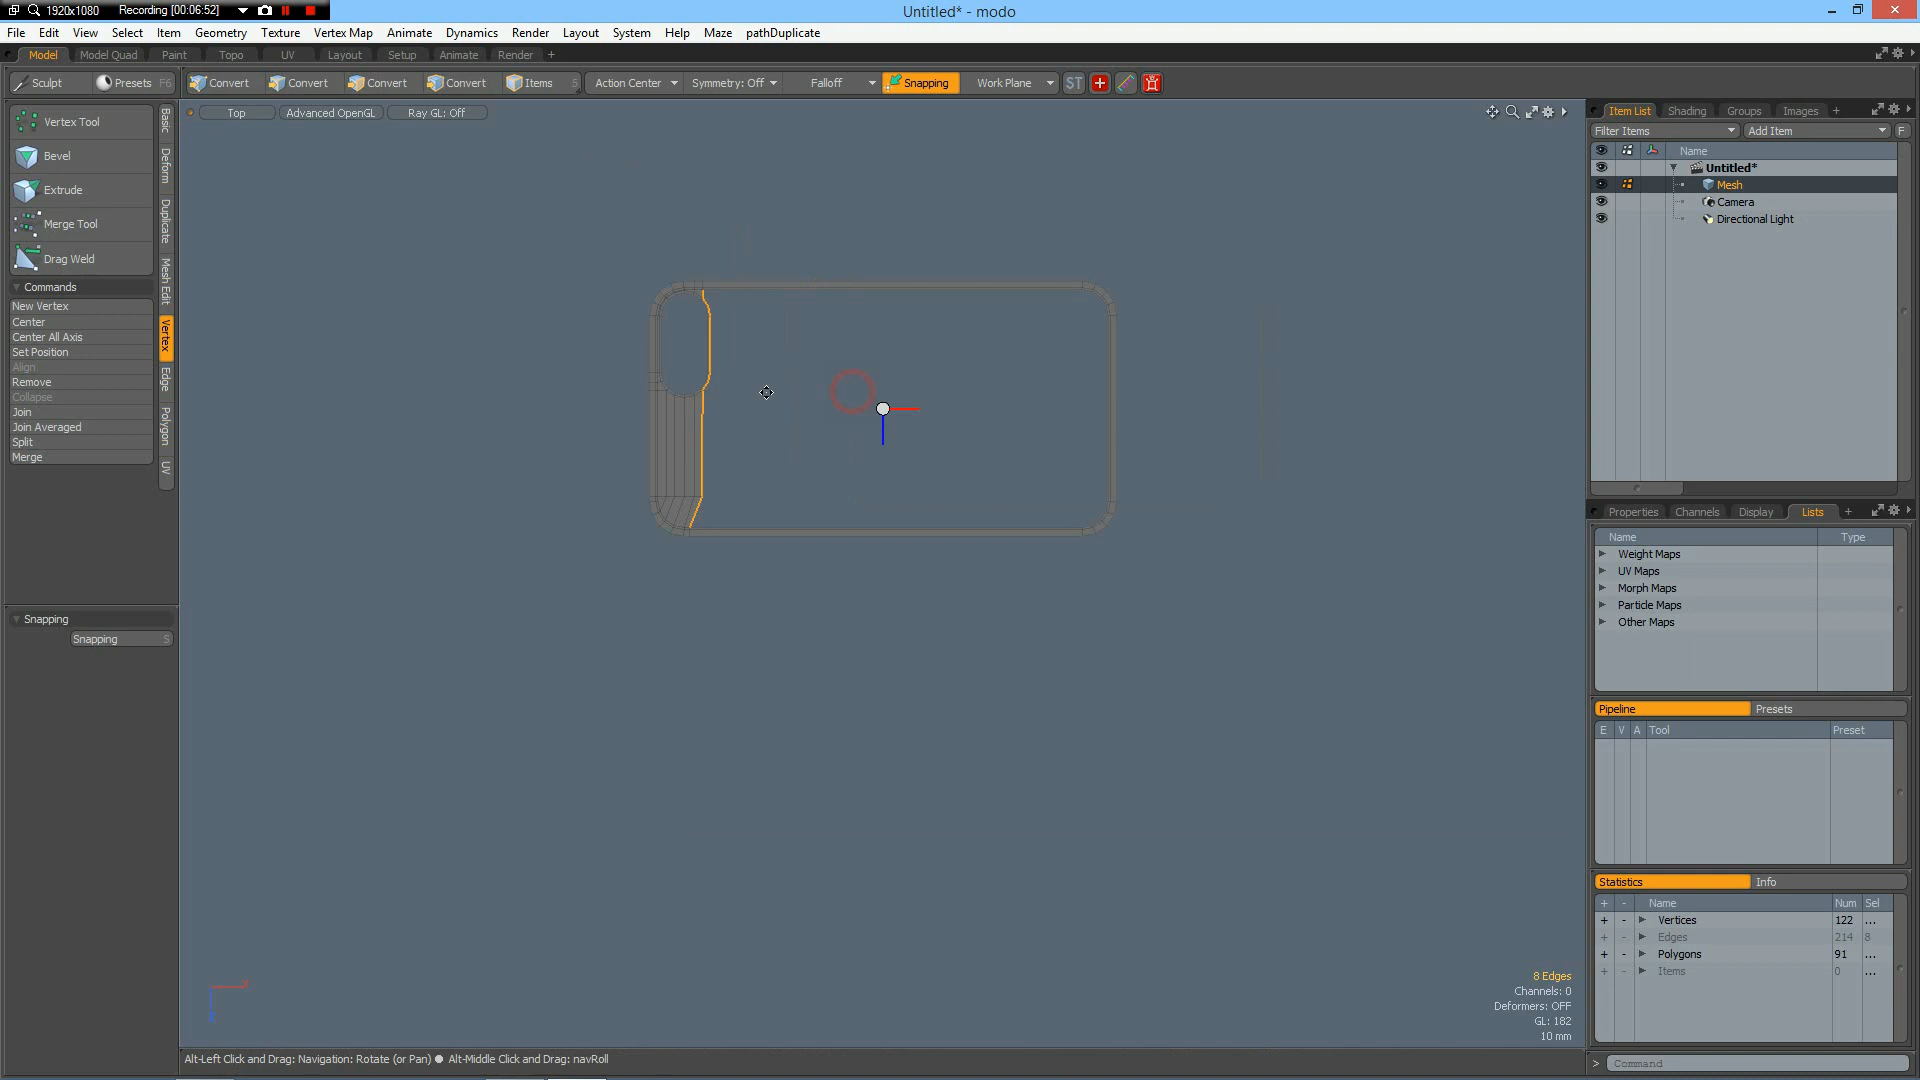 1920x1080 Recording [00:06:52]
Untitled* - modo
File Edit View Select Item Geometry Texture Vertex Map Animate Dynamics Render Layout System Help Maze pathDuplicate
Model Model Quad Paint Topo UV Layout Setup Animate Render +
Sculpt Presets F6 Convert Convert Convert Convert Items 5 Action Center Symmetry: Off Falloff Snapping Work Plane ST
Top Advanced OpenGL Ray GL: Off
Vertex Tool
Bevel
Extrude
Merge Tool
Drag Weld
Commands
New Vertex
Center
Center All Axis
Set Position
Align
Remove
Collapse
Join
Join Averaged
Split
Merge
Basic
Deform
Duplicate
Mesh Edit
Vertex
Edge
Polygon
UV
Snapping
Snapping S
Item List Shading Groups Images +
Filter Items Add Item F
Name
Untitled*
Mesh
Camera
Directional Light
Properties Channels Display Lists +
Name Type
Weight Maps
UV Maps
Morph Maps
Particle Maps
Other Maps
Pipeline Presets
E V A Tool Preset
Statistics Info
+ - Name Num Sel
+ - Vertices 122 ...
+ - Edges 214 8
+ - Polygons 91 ...
+ - Items 0 ...
8 Edges
Channels: 0
Deformers: OFF
GL: 182
10 mm
X
Alt-Left Click and Drag: Navigation: Rotate (or Pan) ● Alt-Middle Click and Drag: navRoll
> Command